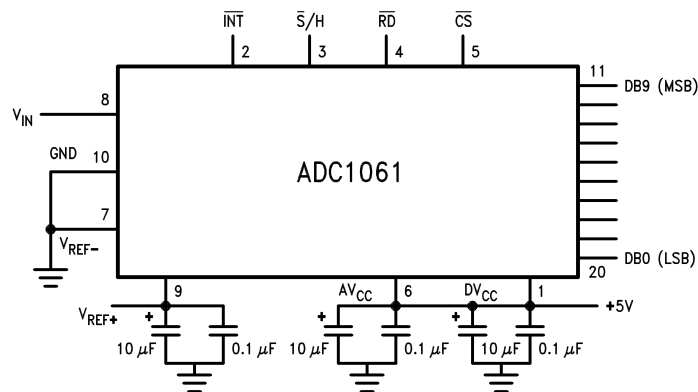 INT S/H RD CS
2 3 4 5
11 DB9 (MSB)
V_IN 8
GND 10
ADC1061
7
V_REF−
DB0 (LSB)
20
9 AV_CC 6 DV_CC 1
V_REF+ +5V
+ + +
10 μF 0.1 μF 10 μF 0.1 μF 10 μF 0.1 μF